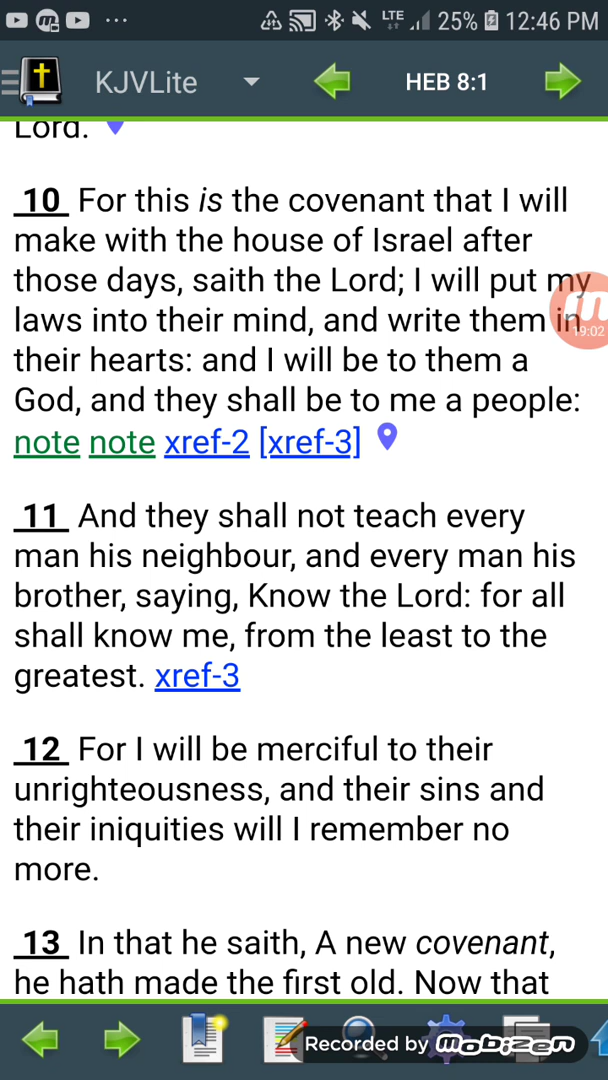 LTE 25% 12:46 PM
KJVLite HEB 8:1
Lord.
10 For this is the covenant that I will
make with the house of Israel after
those days, saith the Lord; I will put my
laws into their mind, and write them in
19:02
their hearts: and I will be to them a
God, and they shall be to me a people:
note note xref-2 [xref-3]
11 And they shall not teach every
man his neighbour, and every man his
brother, saying, Know the Lord: for all
shall know me, from the least to the
greatest. xref-3
12 For I will be merciful to their
unrighteousness, and their sins and
their iniquities will I remember no
more.
13 In that he saith, A new covenant,
he hath made the first old. Now that
Recorded by mobizen